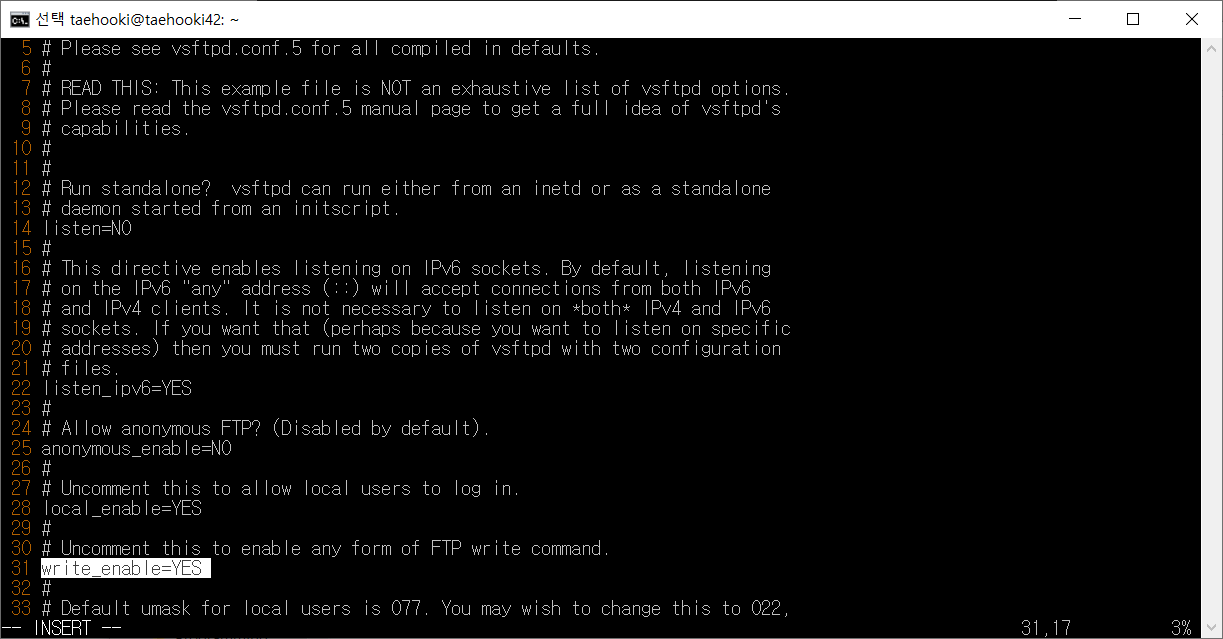 선택 taehooki@taehooki42: ~
5 # Please see vsftpd.conf.5 for all compiled in defaults.
6 #
7 # READ THIS: This example file is NOT an exhaustive list of vsftpd options.
8 # Please read the vsftpd.conf.5 manual page to get a full idea of vsftpd's
9 # capabilities.
10 #
11 #
12 # Run standalone?  vsftpd can run either from an inetd or as a standalone
13 # daemon started from an initscript.
14 listen=NO
15 #
16 # This directive enables listening on IPv6 sockets. By default, listening
17 # on the IPv6 "any" address (::) will accept connections from both IPv6
18 # and IPv4 clients. It is not necessary to listen on *both* IPv4 and IPv6
19 # sockets. If you want that (perhaps because you want to listen on specific
20 # addresses) then you must run two copies of vsftpd with two configuration
21 # files.
22 listen_ipv6=YES
23 #
24 # Allow anonymous FTP? (Disabled by default).
25 anonymous_enable=NO
26 #
27 # Uncomment this to allow local users to log in.
28 local_enable=YES
29 #
30 # Uncomment this to enable any form of FTP write command.
31 write_enable=YES
32 #
33 # Default umask for local users is 077. You may wish to change this to 022,
-- INSERT -- 31,17 3%